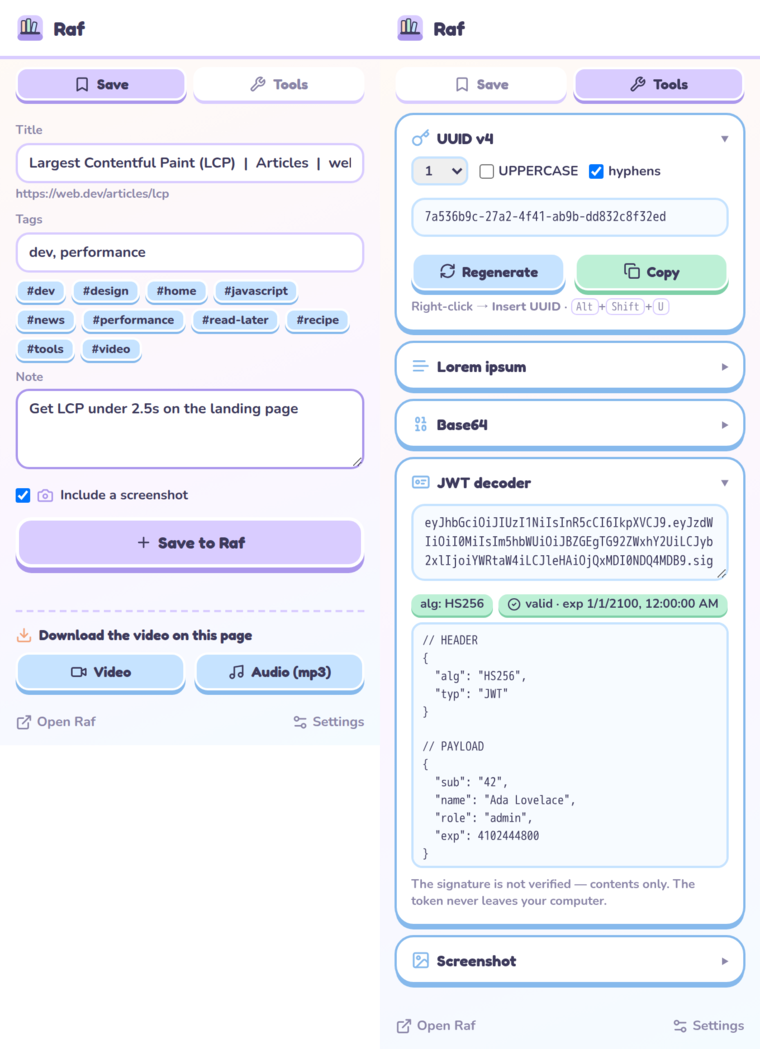 Raf
Save
Tools
Title
Largest Contentful Paint (LCP) | Articles | wel
https://web.dev/articles/lcp
Tags
dev, performance
#dev
#design
#home
#javascript
#news
#performance
#read-later
#recipe
#tools
#video
Note
Get LCP under 2.5s on the landing page
Include a screenshot
+ Save to Raf
Download the video on this page
Video
Audio (mp3)
Open Raf
Settings
Raf
Save
Tools
UUID v4
1
UPPERCASE
hyphens
7a536b9c-27a2-4f41-ab9b-dd832c8f32ed
Regenerate
Copy
Right-click → Insert UUID · Alt+Shift+U
Lorem ipsum
Base64
JWT decoder
eyJhbGciOiJIUzI1NiIsInR5cCI6IkpXVCJ9.eyJzdW
IiOiI0MiIsIm5hbWUiOiJBZGEgTG92ZWxhY2UiLCJyb
2xlIjoiYWRtaW4iLCJleHAiOjQxMDI0NDQ4MDB9.sig
alg: HS256
valid · exp 1/1/2100, 12:00:00 AM
// HEADER
{
"alg": "HS256",
"typ": "JWT"
}
// PAYLOAD
{
"sub": "42",
"name": "Ada Lovelace",
"role": "admin",
"exp": 4102444800
}
The signature is not verified — contents only. The
token never leaves your computer.
Screenshot
Open Raf
Settings